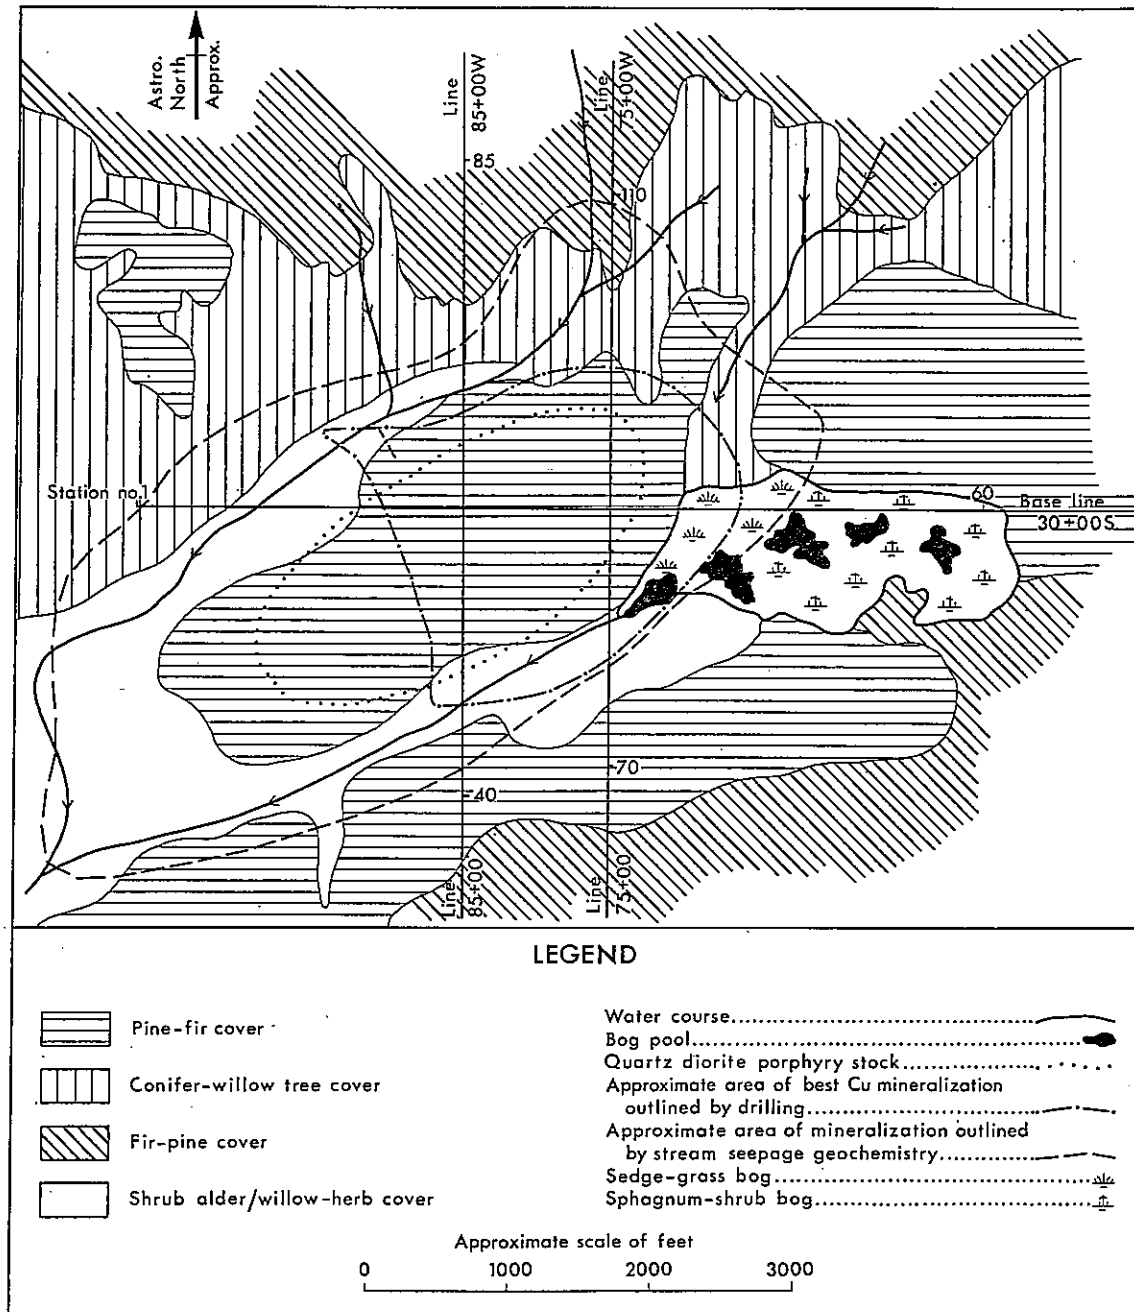 Astro.
North
Approx.
Line
85+00W
Line
75+00W
85
110
Station no.1
60
Base line
30+00S
70
40
Line
85+00
Line
75+00
LEGEND
Pine-fir cover
Conifer-willow tree cover
Fir-pine cover
Shrub alder/willow-herb cover
Water course
Bog pool
Quartz diorite porphyry stock
Approximate area of best Cu mineralization
outlined by drilling
Approximate area of mineralization outlined
by stream seepage geochemistry
Sedge-grass bog
Sphagnum-shrub bog
Approximate scale of feet
0 1000 2000 3000